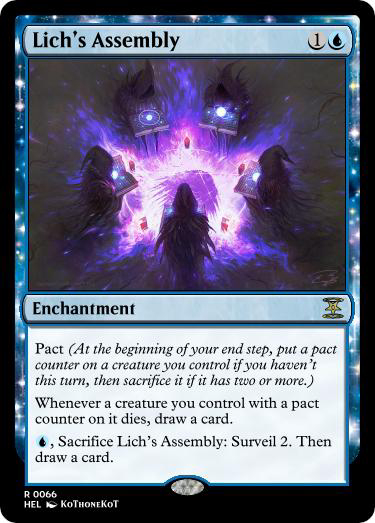 Lich's Assembly 1
Enchantment
Pact (At the beginning of your end step, put a pact
counter on a creature you control if you haven't
this turn, then sacrifice it if it has two or more.)
Whenever a creature you control with a pact
counter on it dies, draw a card.
, Sacrifice Lich's Assembly: Surveil 2. Then
draw a card.
R 0066
HEL KoThoneKoT